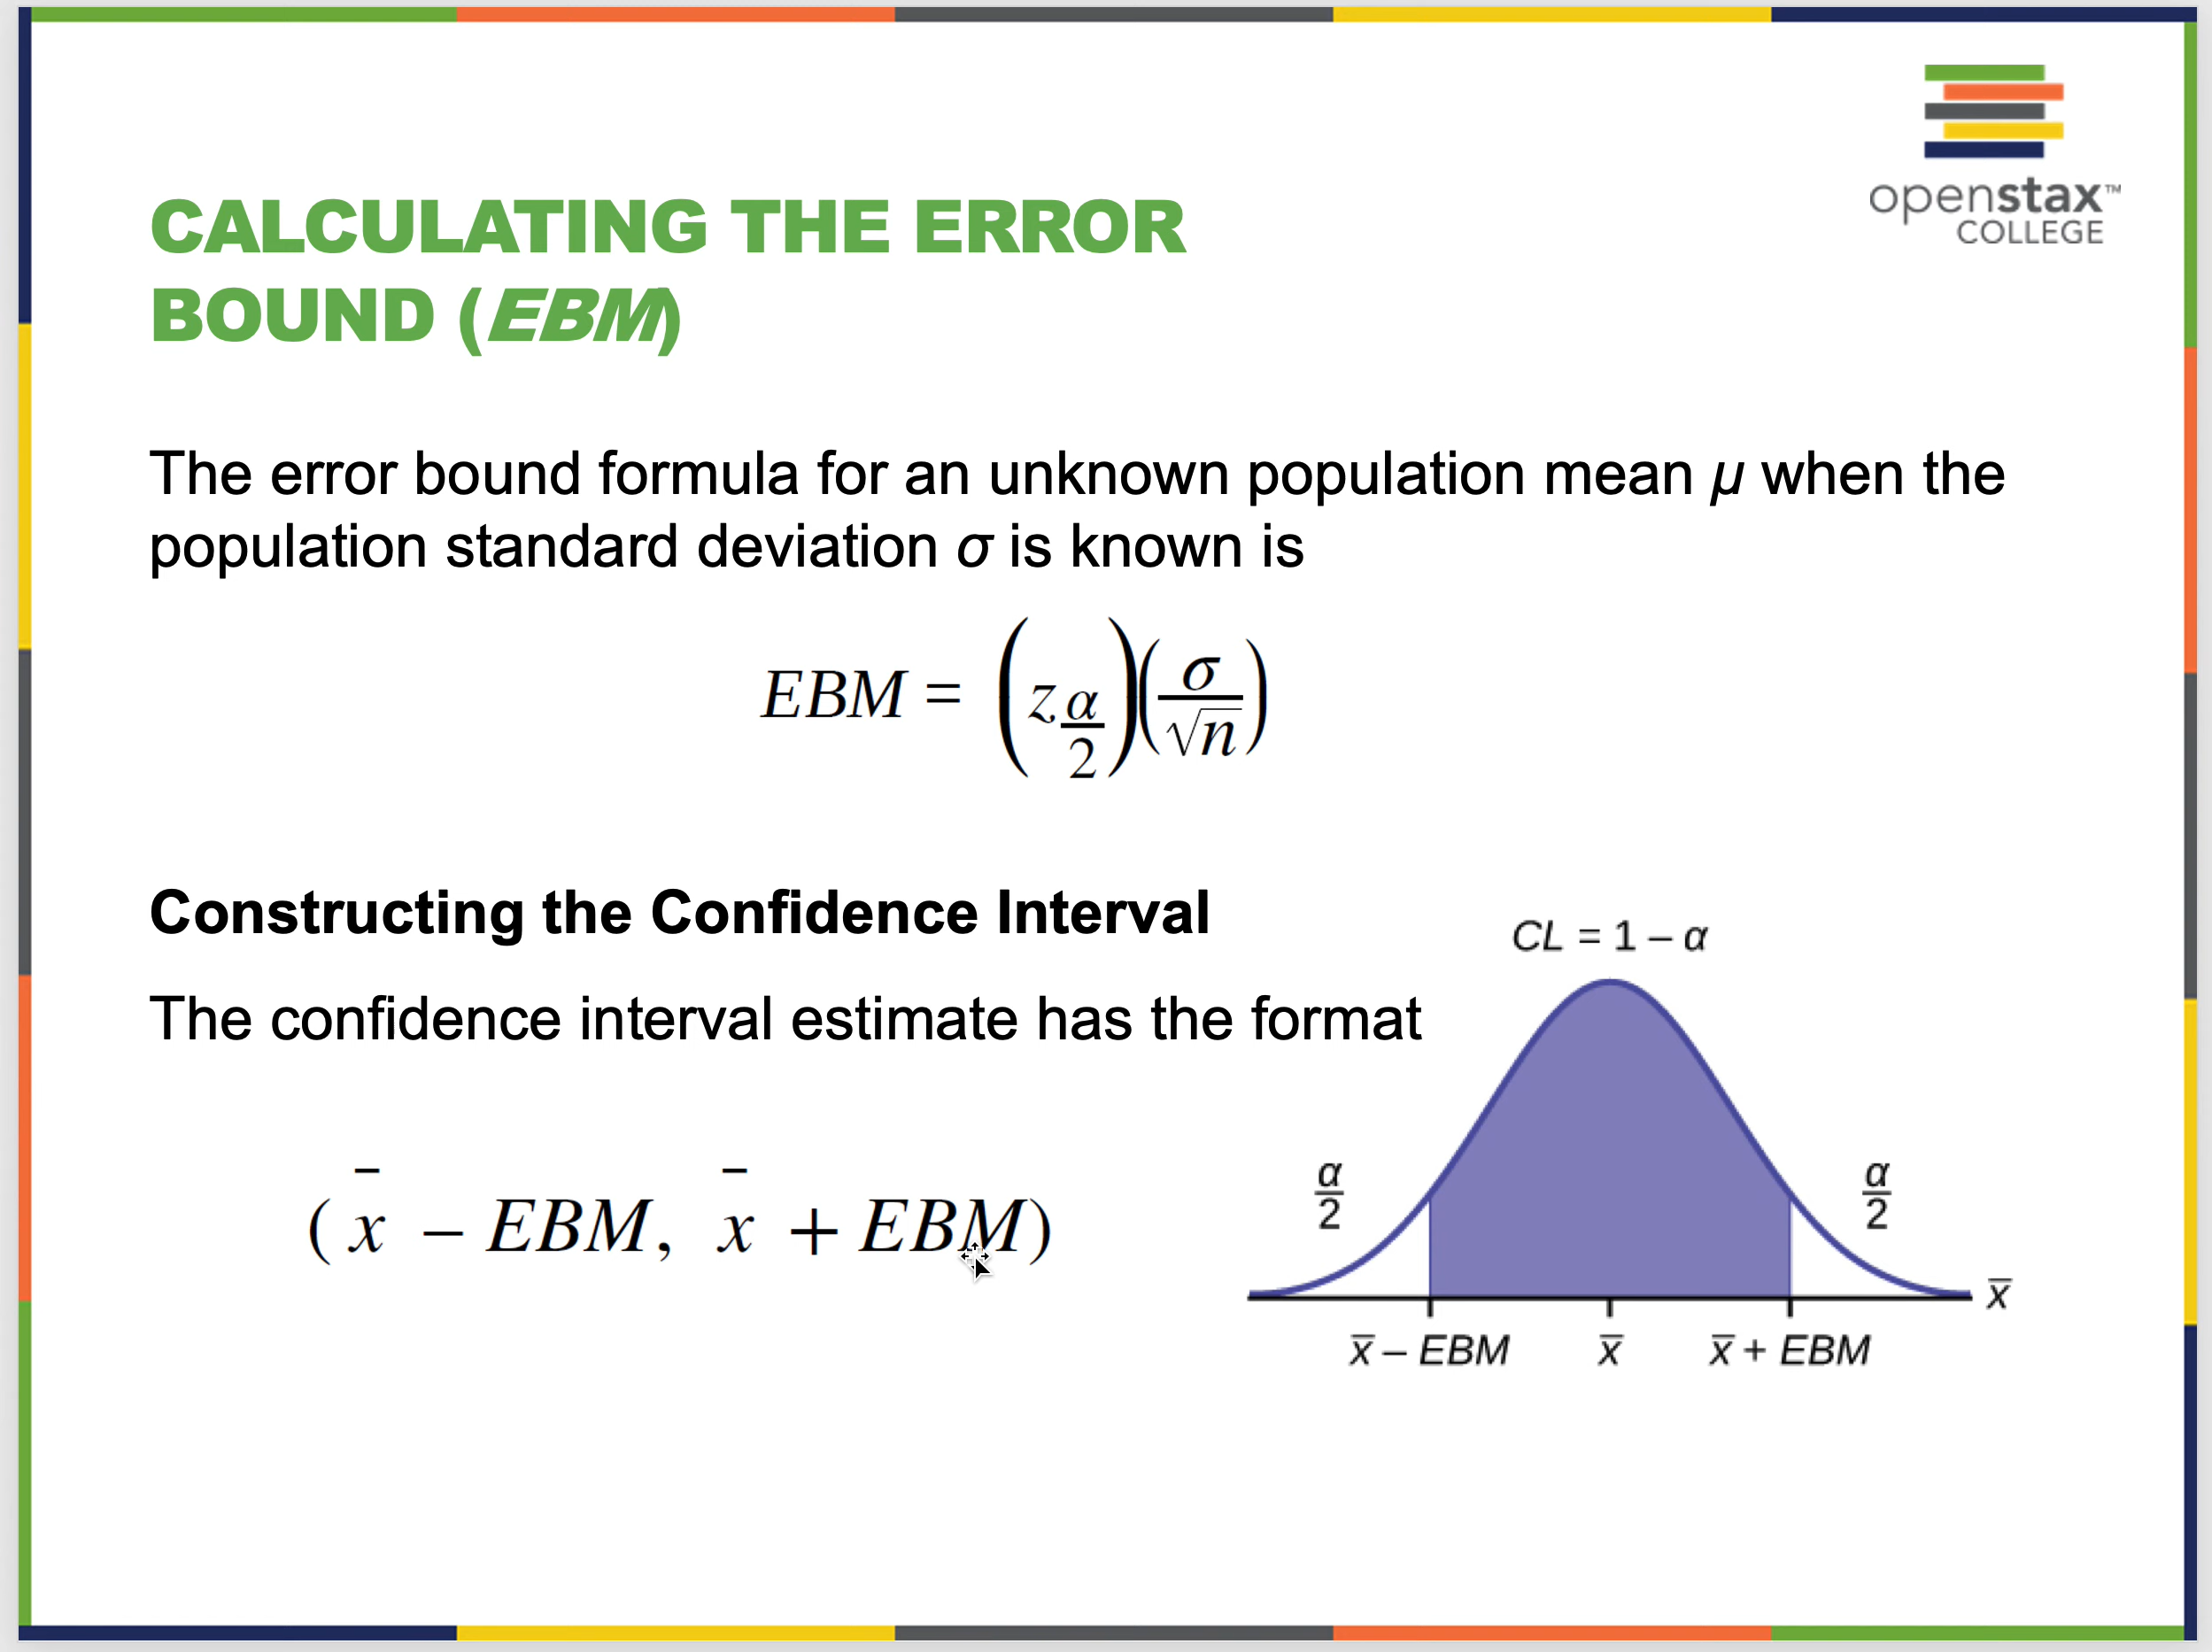 openstax™
COLLEGE
CALCULATING THE ERROR
BOUND (EBM)
The error bound formula for an unknown population mean μ when the
population standard deviation σ is known is
EBM = (z α/2)(σ/√n)
Constructing the Confidence Interval
The confidence interval estimate has the format
(x̄ – EBM, x̄ + EBM)
CL = 1 – α
α/2
α/2
x̄
x̄ – EBM x̄ x̄ + EBM